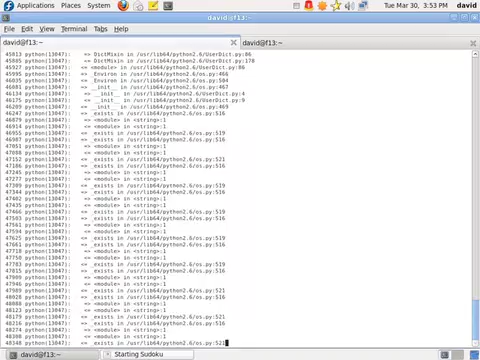 Applications Places System
Tue Mar 30, 3:53 PM david
david@f13:~
File Edit View Terminal Tabs Help
david@f13:~
david@f13:~
45813 python(13047): => DictMixin in /usr/lib64/python2.6/UserDict.py:86
45885 python(13047): <= DictMixin in /usr/lib64/python2.6/UserDict.py:178
45927 python(13047): <= <module> in /usr/lib64/python2.6/UserDict.py:86
45995 python(13047): => _Environ in /usr/lib64/python2.6/os.py:466
46035 python(13047): <= _Environ in /usr/lib64/python2.6/os.py:504
46081 python(13047): => __init__ in /usr/lib64/python2.6/os.py:467
46134 python(13047): => __init__ in /usr/lib64/python2.6/UserDict.py:4
46175 python(13047): <= __init__ in /usr/lib64/python2.6/UserDict.py:9
46209 python(13047): <= __init__ in /usr/lib64/python2.6/os.py:469
46247 python(13047): => _exists in /usr/lib64/python2.6/os.py:516
46879 python(13047): => <module> in <string>:1
46914 python(13047): <= <module> in <string>:1
46955 python(13047): <= _exists in /usr/lib64/python2.6/os.py:519
46987 python(13047): => _exists in /usr/lib64/python2.6/os.py:516
47051 python(13047): => <module> in <string>:1
47088 python(13047): <= <module> in <string>:1
47152 python(13047): <= _exists in /usr/lib64/python2.6/os.py:521
47186 python(13047): => _exists in /usr/lib64/python2.6/os.py:516
47245 python(13047): => <module> in <string>:1
47277 python(13047): <= <module> in <string>:1
47309 python(13047): <= _exists in /usr/lib64/python2.6/os.py:519
47344 python(13047): => _exists in /usr/lib64/python2.6/os.py:516
47402 python(13047): => <module> in <string>:1
47435 python(13047): <= <module> in <string>:1
47466 python(13047): <= _exists in /usr/lib64/python2.6/os.py:519
47503 python(13047): => _exists in /usr/lib64/python2.6/os.py:516
47561 python(13047): => <module> in <string>:1
47594 python(13047): <= <module> in <string>:1
47625 python(13047): <= _exists in /usr/lib64/python2.6/os.py:519
47661 python(13047): => _exists in /usr/lib64/python2.6/os.py:516
47718 python(13047): => <module> in <string>:1
47750 python(13047): <= <module> in <string>:1
47783 python(13047): <= _exists in /usr/lib64/python2.6/os.py:519
47815 python(13047): => _exists in /usr/lib64/python2.6/os.py:516
47909 python(13047): => <module> in <string>:1
47946 python(13047): <= <module> in <string>:1
47989 python(13047): <= _exists in /usr/lib64/python2.6/os.py:521
48028 python(13047): => _exists in /usr/lib64/python2.6/os.py:516
48088 python(13047): => <module> in <string>:1
48123 python(13047): <= <module> in <string>:1
48179 python(13047): <= _exists in /usr/lib64/python2.6/os.py:521
48216 python(13047): => _exists in /usr/lib64/python2.6/os.py:516
48274 python(13047): => <module> in <string>:1
48308 python(13047): <= <module> in <string>:1
48348 python(13047): <= _exists in /usr/lib64/python2.6/os.py:521
david@f13:~
Starting Sudoku